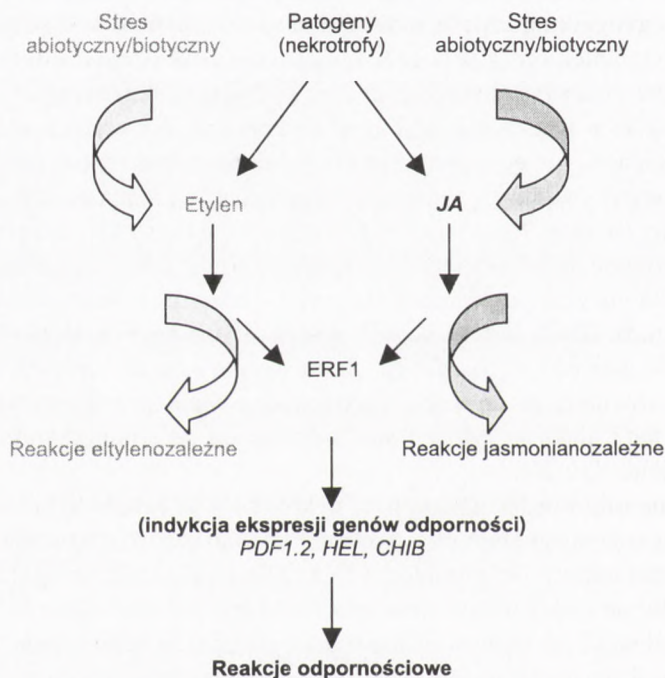 Stres
abiotyczny/biotyczny
Patogeny
(nekrotrofy)
Stres
abiotyczny/biotyczny
Etylen
JA
ERF1
Reakcje eltylenozależne
Reakcje jasmonianozależne
(indykcja ekspresji genów odporności)
PDF1.2, HEL, CHIB
Reakcje odpornościowe